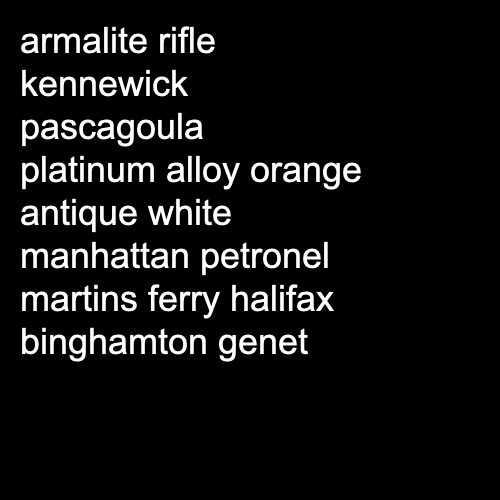 armalite rifle
kennewick
pascagoula
platinum alloy orange
antique white
manhattan petronel
martins ferry halifax
binghamton genet